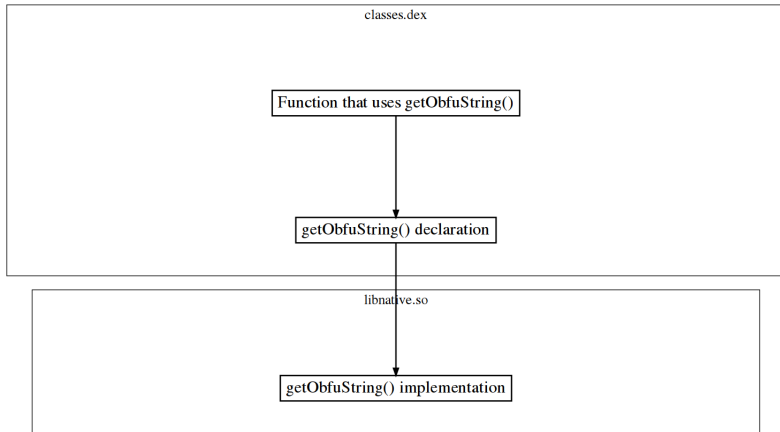 classes.dex
Function that uses getObfuString()
getObfuString() declaration
libnative.so
getObfuString() implementation